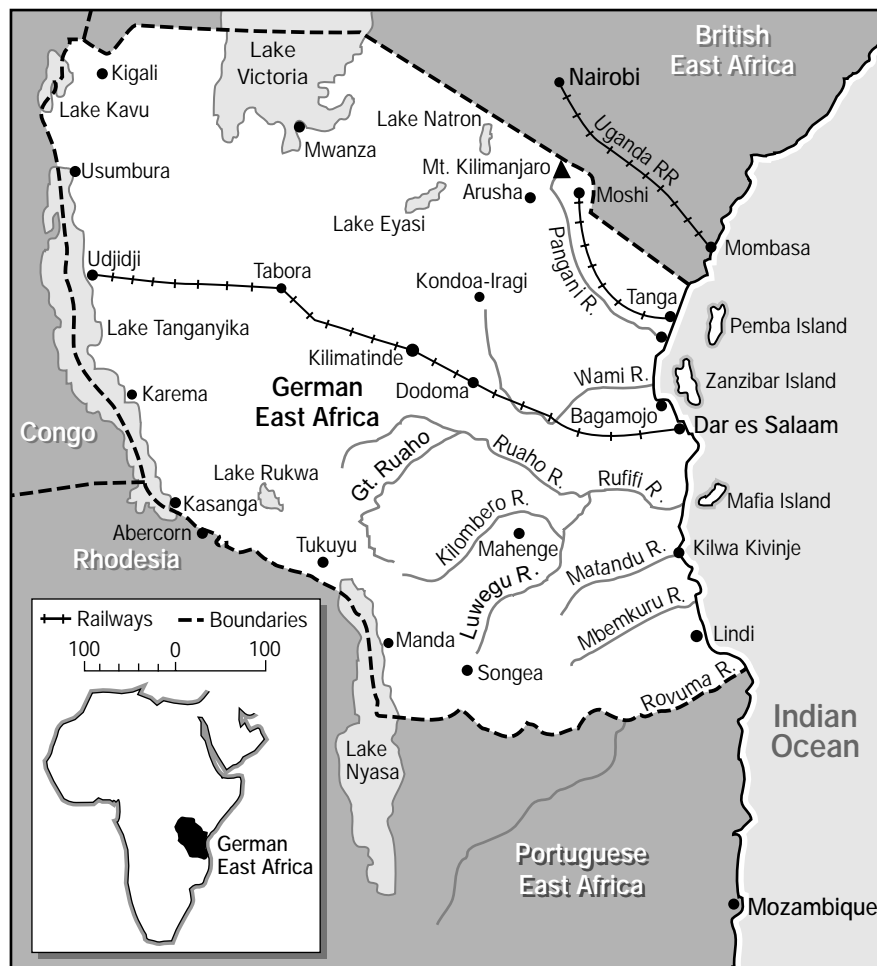 British
East Africa
Lake
Victoria
Kigali
Nairobi
Lake Kavu
Lake Natron
Mwanza
Uganda RR
Usumbura
Mt. Kilimanjaro
Arusha
Moshi
Lake Eyasi
Pangani R.
Mombasa
Udjidji
Tabora
Kondoa-Iragi
Tanga
Pemba Island
Lake Tanganyika
Kilimatinde
Wami R.
Zanzibar Island
Karema
German
East Africa
Dodoma
Bagamojo
Dar es Salaam
Congo
Gt. Ruaho
Ruaho R.
Lake Rukwa
Rufifi R.
Mafia Island
Kasanga
Kilombero R.
Abercorn
Mahenge
Rhodesia
Tukuyu
Luwegu R.
Matandu R.
Kilwa Kivinje
Mbemkuru R.
Railways
Boundaries
100 0 100
Manda
Lindi
Songea
Rovuma R.
Indian
Ocean
Lake
Nyasa
German
East Africa
Portuguese
East Africa
Mozambique